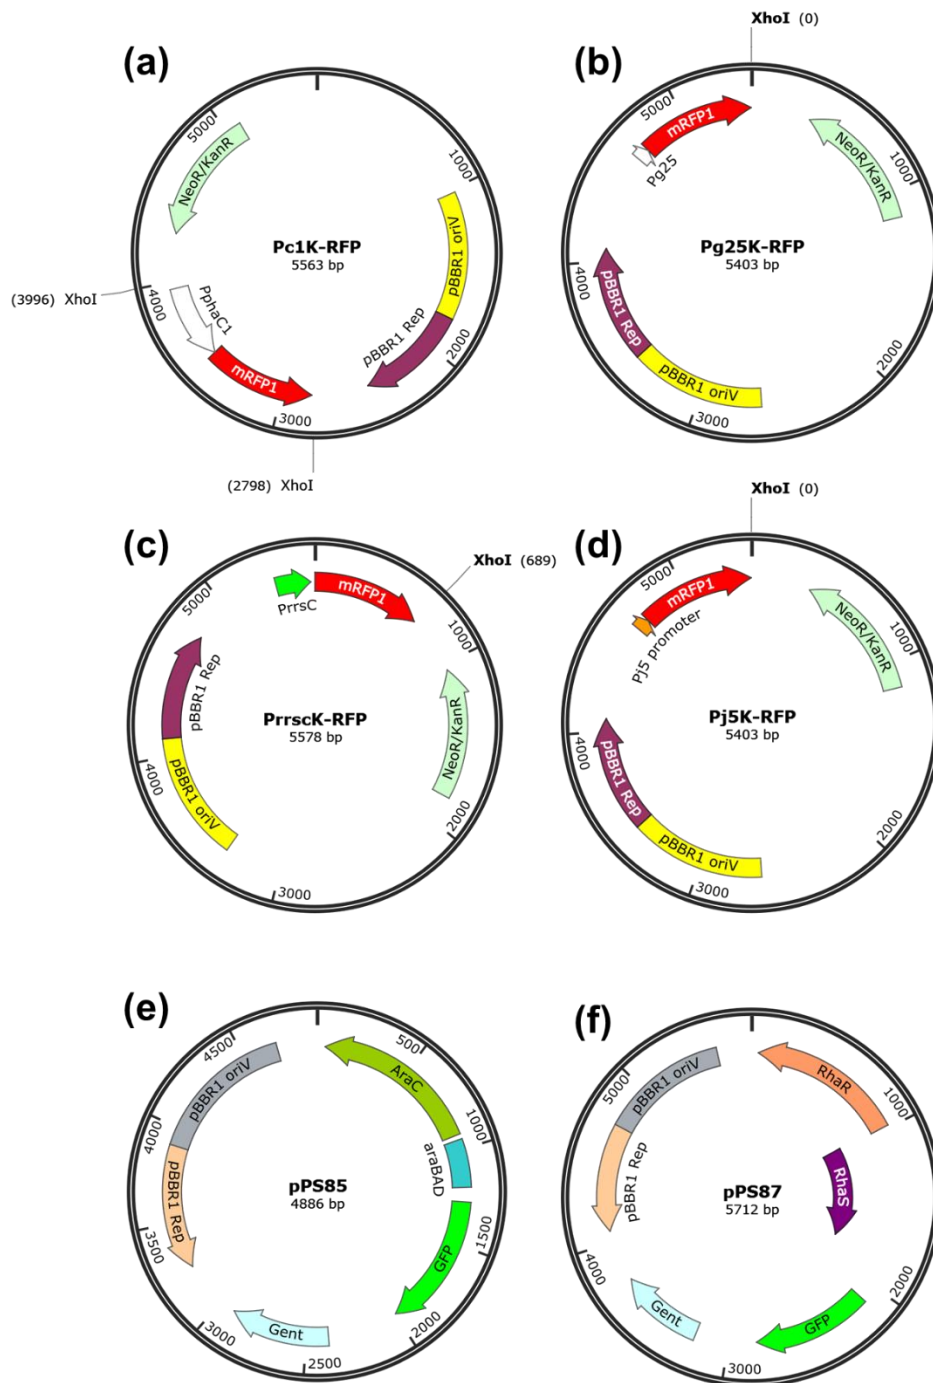 (a)
5000
1000
NeoR/KanR
pBBR1 oriV
Pc1K-RFP
5563 bp
(3996) XhoI
4000
PphaC1
pBBR1 Rep
2000
mRFP1
3000
(2798) XhoI
(b)
XhoI (0)
5000
mRFP1
Pg25
NeoR/KanR
1000
Pg25K-RFP
5403 bp
4000
pBBR1 Rep
pBBR1 oriV
2000
3000
(c)
PrrsC
mRFP1
XhoI (689)
5000
1000
pBBR1 Rep
PrrscK-RFP
5578 bp
NeoR/KanR
4000
pBBR1 oriV
2000
3000
(d)
XhoI (0)
5000
mRFP1
Pj5 promoter
NeoR/KanR
1000
Pj5K-RFP
5403 bp
4000
pBBR1 Rep
pBBR1 oriV
2000
3000
(e)
4500
500
pBBR1 oriV
AraC
4000
1000
araBAD
pPS85
4886 bp
pBBR1 Rep
3500
GFP
1500
Gent
3000
2000
2500
(f)
5000
pBBR1 oriV
RhaR
1000
pBBR1 Rep
pPS87
5712 bp
RhaS
4000
Gent
GFP
2000
3000